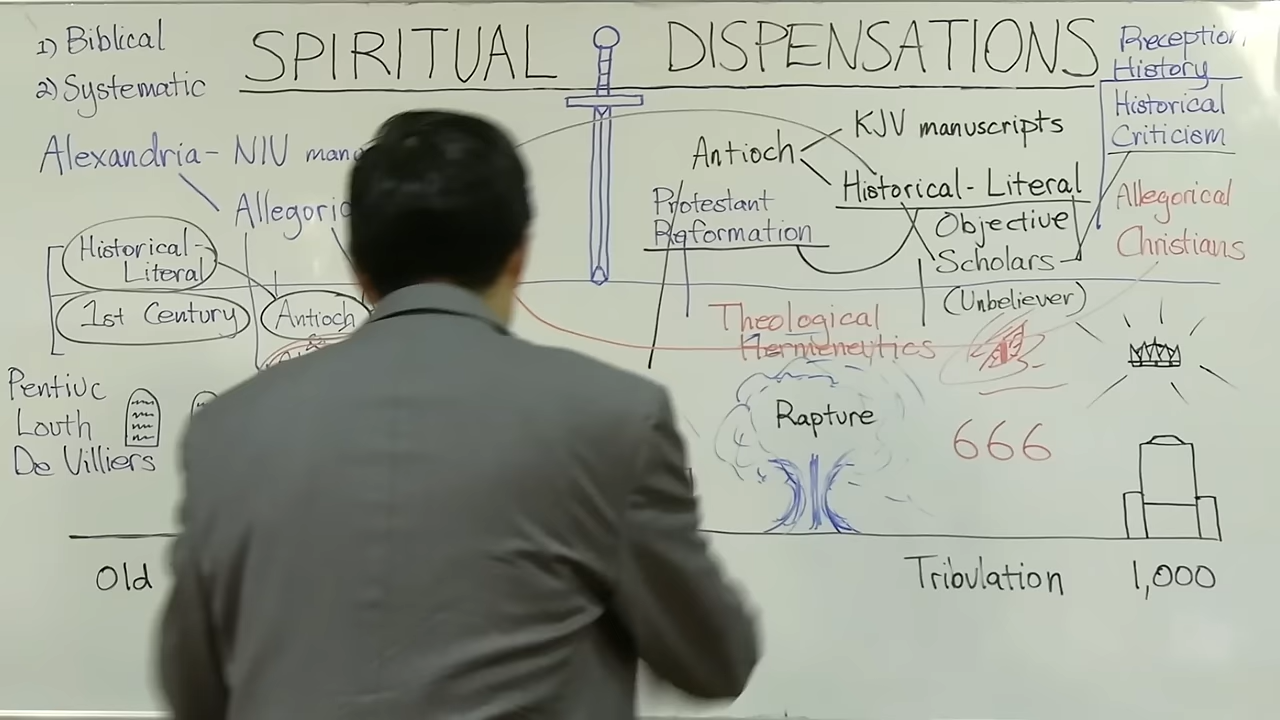 1) Biblical
2) Systematic
SPIRITUAL DISPENSATIONS
Reception
History
Historical
Criticism
Allegorical
Christians
Alexandria - NIV
Allegoric
Antioch
KJV manuscripts
Historical - Literal
Protestant
Reformation
Objective
Scholars
(Unbeliever)
Historical -
Literal
1st Century
Antioch
Theological
Hermeneutics
Pentiuc
Louth
De Villiers
Rapture
666
Old
Tribulation
1,000